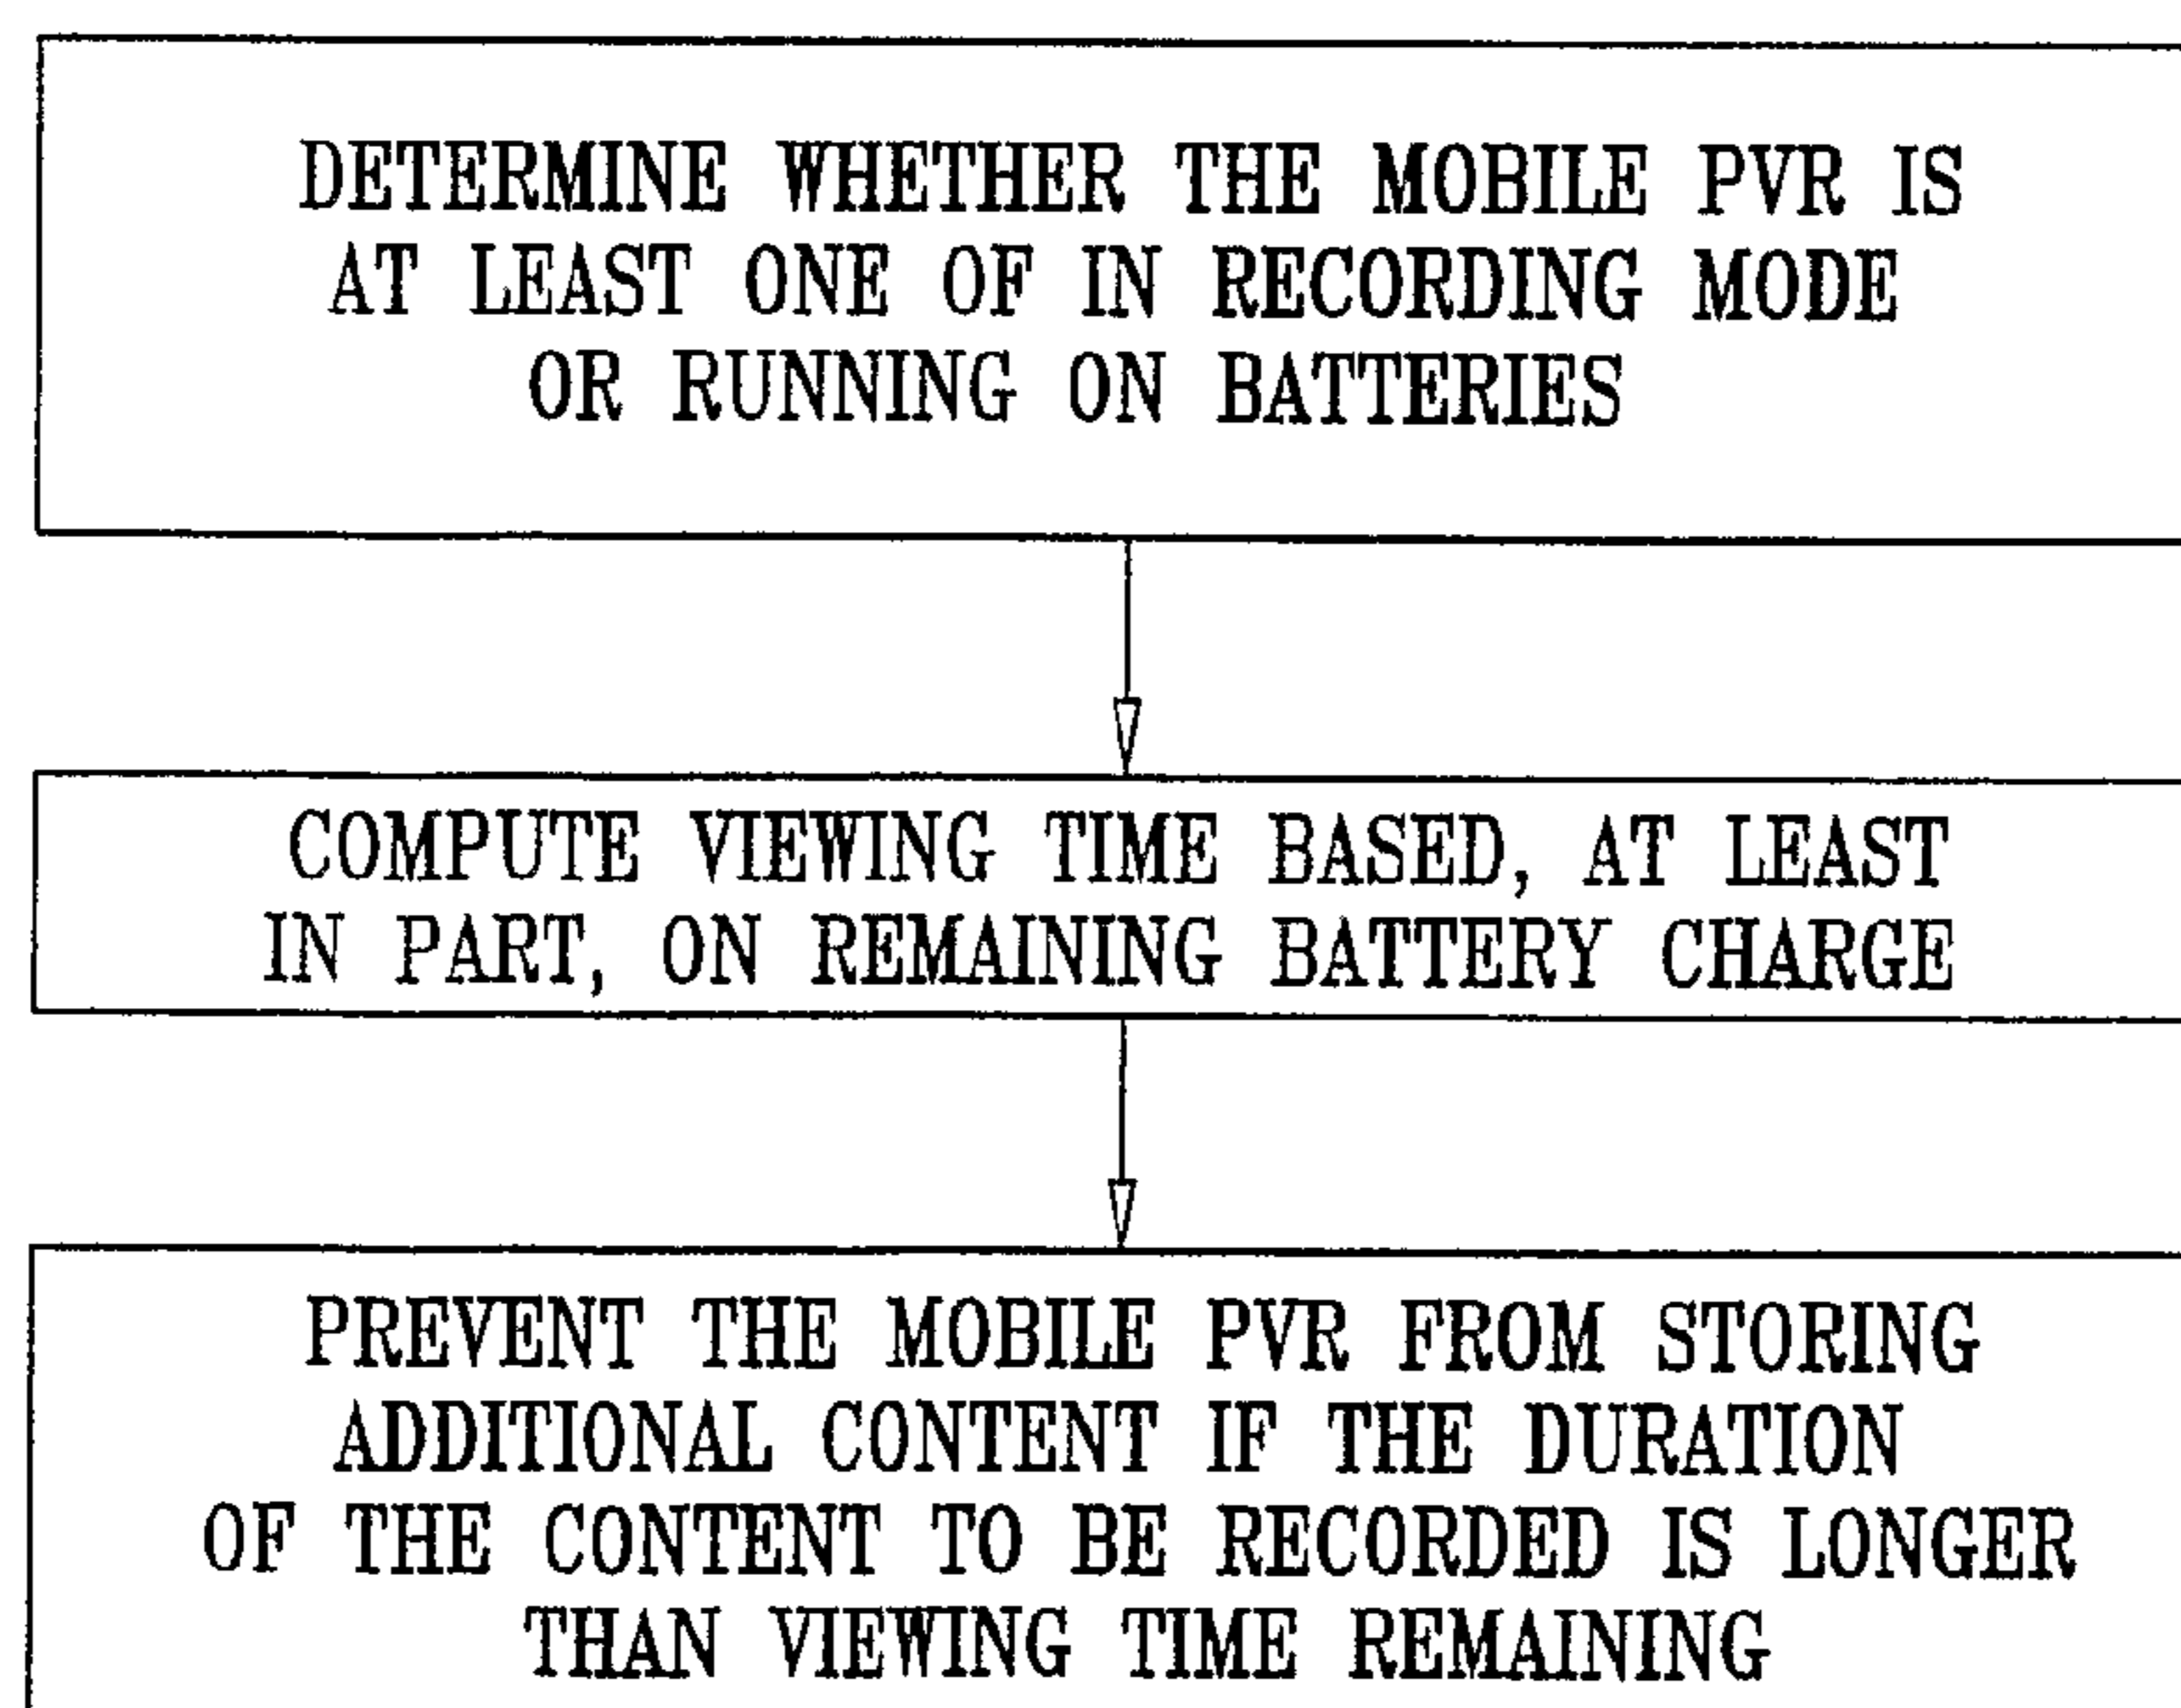 DETERMINE WHETHER THE MOBILE PVR IS
AT LEAST ONE OF IN RECORDING MODE
OR RUNNING ON BATTERIES
COMPUTE VIEWING TIME BASED, AT LEAST
IN PART, ON REMAINING BATTERY CHARGE
PREVENT THE MOBILE PVR FROM STORING
ADDITIONAL CONTENT IF THE DURATION
OF THE CONTENT TO BE RECORDED IS LONGER
THAN VIEWING TIME REMAINING